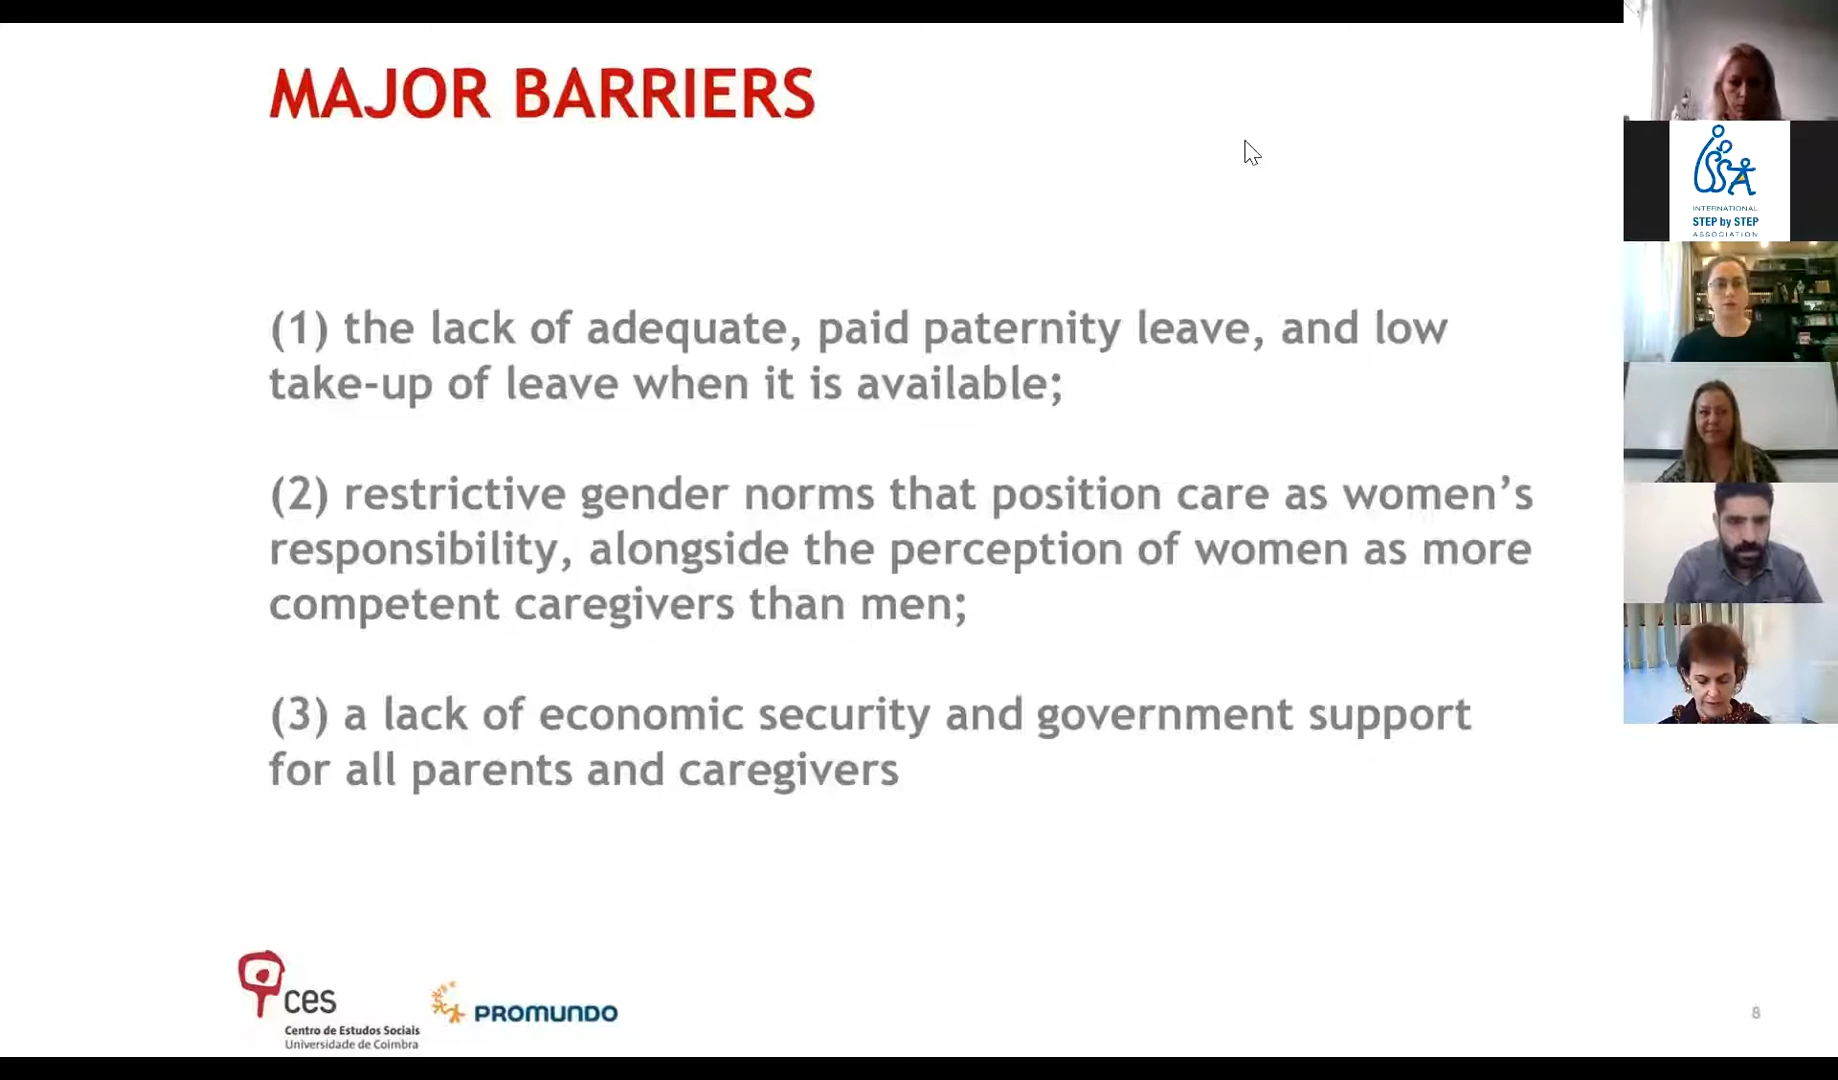 MAJOR BARRIERS
(1) the lack of adequate, paid paternity leave, and low
take-up of leave when it is available;
(2) restrictive gender norms that position care as women’s
responsibility, alongside the perception of women as more
competent caregivers than men;
(3) a lack of economic security and government support
for all parents and caregivers
ces
Centro de Estudos Sociais
Universidade de Coimbra
PROMUNDO
8
ISSA
INTERNATIONAL
STEP by STEP
ASSOCIATION